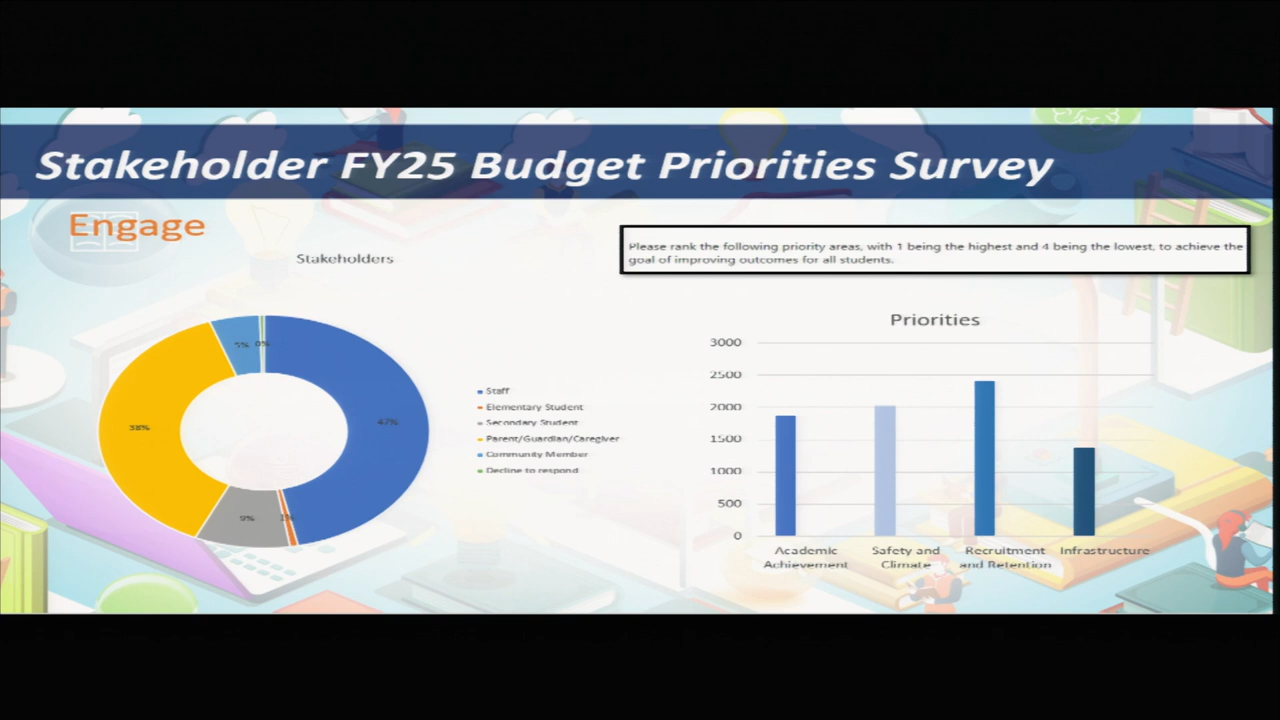 Stakeholder FY25 Budget Priorities Survey
Engage
Stakeholders
5%
0%
47%
38%
9%
1%
Staff
Elementary Student
Secondary Student
Parent/Guardian/Caregiver
Community Member
Decline to respond
Please rank the following priority areas, with 1 being the highest and 4 being the lowest, to achieve the
goal of improving outcomes for all students.
Priorities
3000
2500
2000
1500
1000
500
0
Academic Achievement
Safety and Climate
Recruitment and Retention
Infrastructure